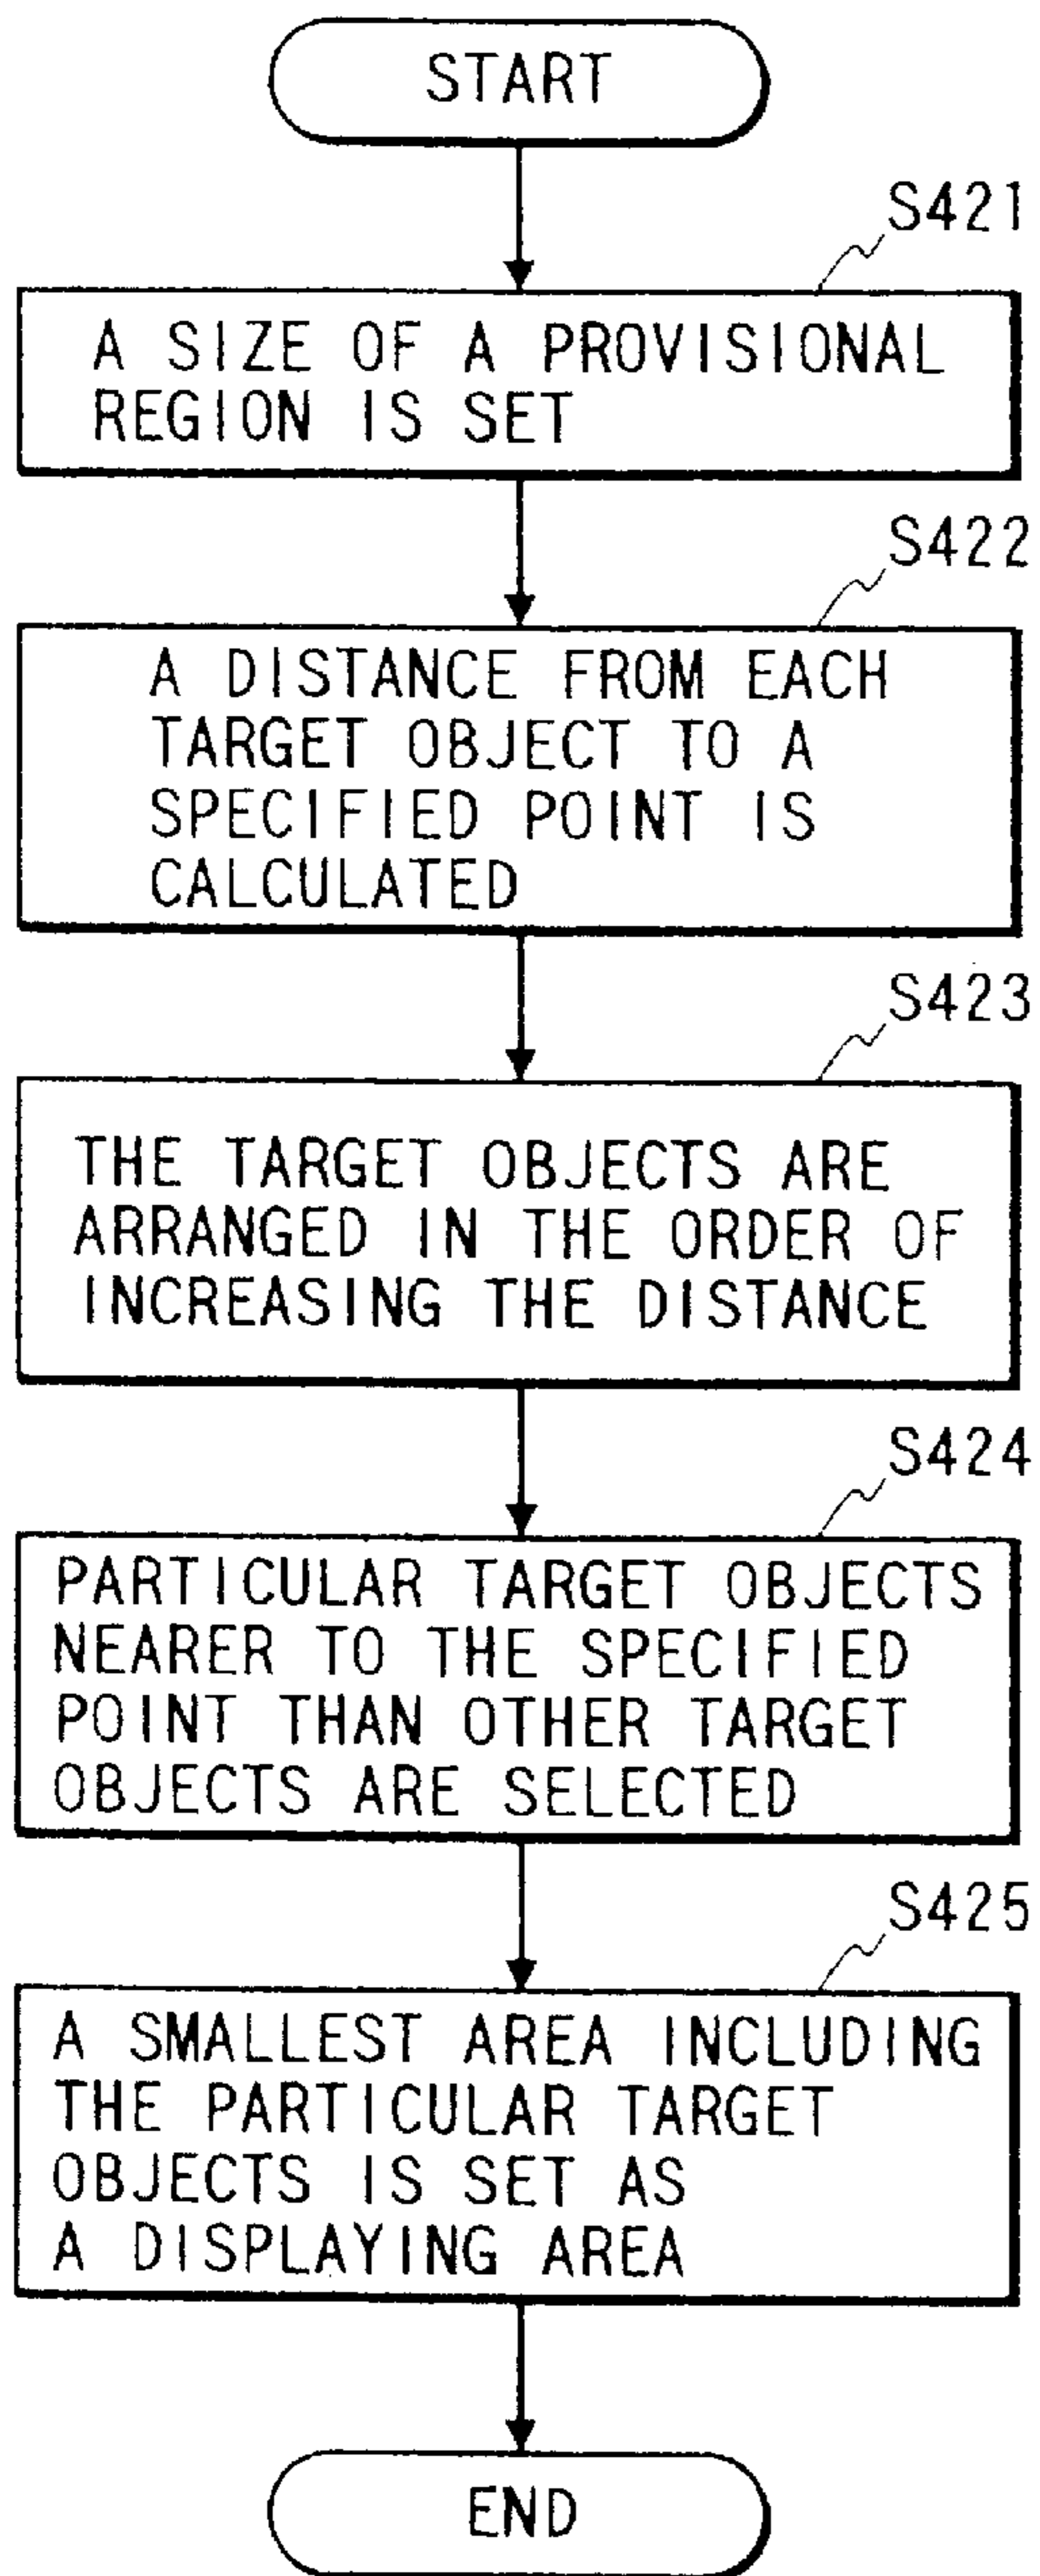 START
S421
A SIZE OF A PROVISIONAL
REGION IS SET
S422
A DISTANCE FROM EACH
TARGET OBJECT TO A
SPECIFIED POINT IS
CALCULATED
S423
THE TARGET OBJECTS ARE
ARRANGED IN THE ORDER OF
INCREASING THE DISTANCE
S424
PARTICULAR TARGET OBJECTS
NEARER TO THE SPECIFIED
POINT THAN OTHER TARGET
OBJECTS ARE SELECTED
S425
A SMALLEST AREA INCLUDING
THE PARTICULAR TARGET
OBJECTS IS SET AS
A DISPLAYING AREA
END